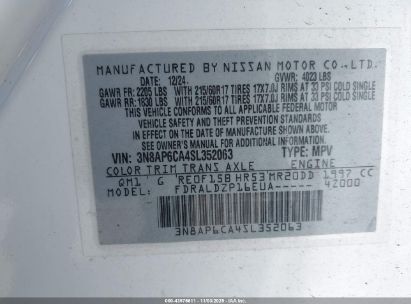 MANUFACTURED BY NISSAN MOTOR CO., LTD.
DATE: 12/24 GVWR: 4023 LBS
GAWR FR: 2205 LBS WITH 215/60R17 TIRES 17X7.0J RIMS AT 33 PSI COLD SINGLE
GAWR RR: 1830 LBS WITH 215/60R17 TIRES 17X7.0J RIMS AT 33 PSI COLD SINGLE
THIS VEHICLE CONFORMS TO ALL APPLICABLE FEDERAL MOTOR
VEHICLE SAFETY, BUMPER, AND THEFT PREVENTION STANDARDS
IN EFFECT ON THE DATE OF MANUFACTURE SHOWN ABOVE.
SEE OWNER'S MANUAL FOR ADDITIONAL INFORMATION.
VIN: 3N8AP6CA4SL352063 TYPE: MPV
COLOR TRIM TRANS AXLE ENGINE
QM1 G RE0F15B HR53 MR20DD 1997 CC
MODEL: FDRALDZP16EUA----- 42000
3N8AP6CA4SL352063